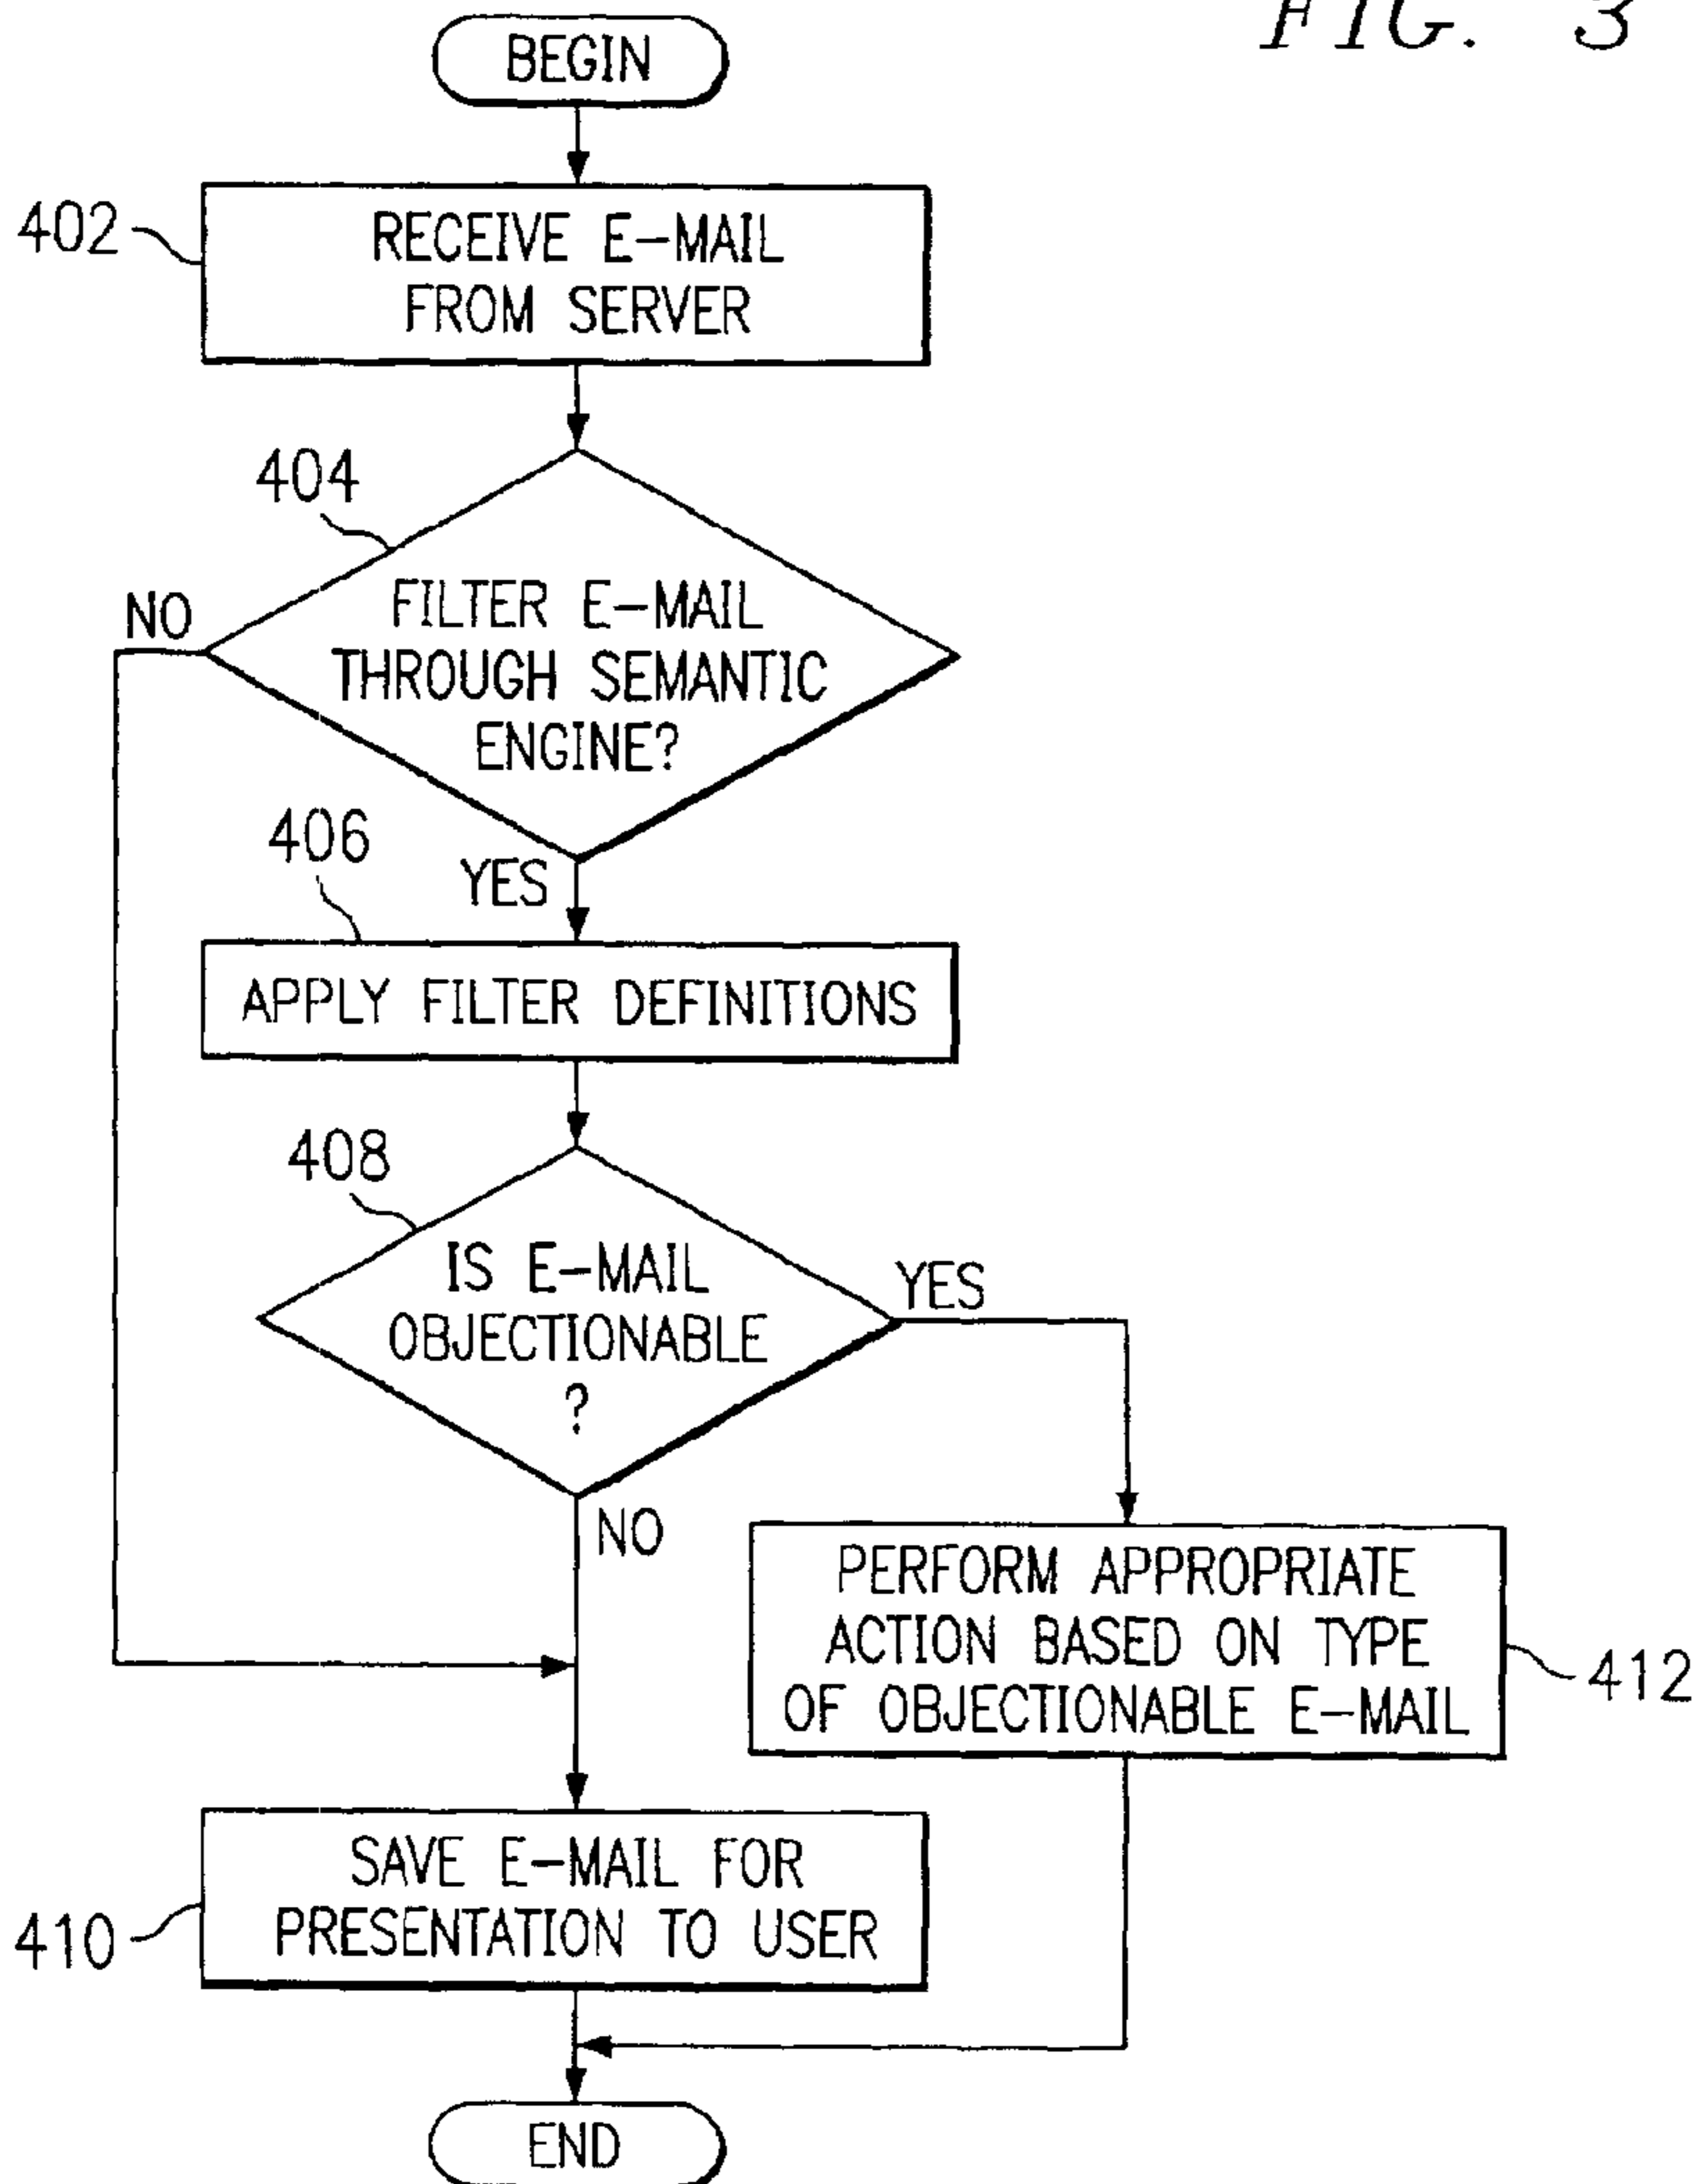 FIG. 3
BEGIN
402
RECEIVE E-MAIL
FROM SERVER
404
NO
FILTER E-MAIL
THROUGH SEMANTIC
ENGINE?
406
YES
APPLY FILTER DEFINITIONS
408
IS E-MAIL
OBJECTIONABLE
?
YES
NO
PERFORM APPROPRIATE
ACTION BASED ON TYPE
OF OBJECTIONABLE E-MAIL
412
SAVE E-MAIL FOR
PRESENTATION TO USER
410
END